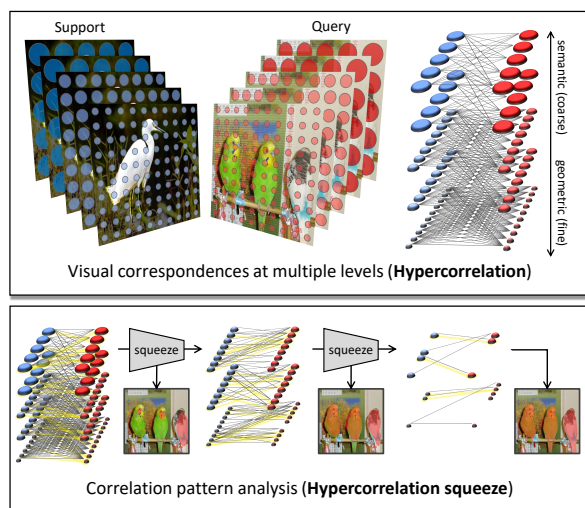 Support
Query
semantic (coarse)
geometric (fine)
Visual correspondences at multiple levels (Hypercorrelation)
squeeze
squeeze
Correlation pattern analysis (Hypercorrelation squeeze)